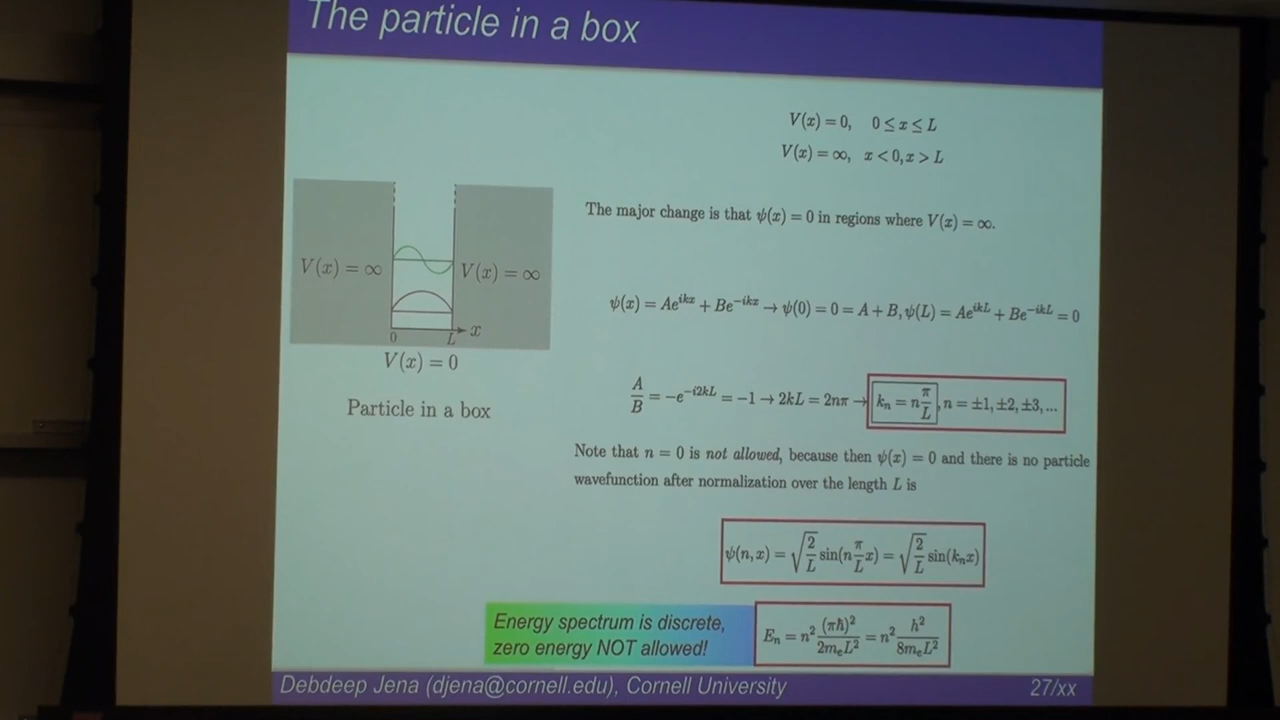 The particle in a box
V(x) = 0, 0 ≤ x ≤ L
V(x) = ∞, x < 0, x > L
The major change is that ψ(x) = 0 in regions where V(x) = ∞.
V(x) = ∞
V(x) = ∞
0
L
x
V(x) = 0
Particle in a box
ψ(x) = Ae^{ikx} + Be^{-ikx} → ψ(0) = 0 = A + B, ψ(L) = Ae^{ikL} + Be^{-ikL} = 0
A/B = -e^{-i2kL} = -1 → 2kL = 2nπ → k_n = n π/L, n = ±1, ±2, ±3, ...
Note that n = 0 is not allowed, because then ψ(x) = 0 and there is no particle
wavefunction after normalization over the length L is
ψ(n, x) = √(2/L) sin(n π/L x) = √(2/L) sin(k_n x)
Energy spectrum is discrete,
zero energy NOT allowed!
E_n = n² (πħ)²/2m_eL² = n² h²/8m_eL²
Debdeep Jena (djena@cornell.edu), Cornell University
27/xx